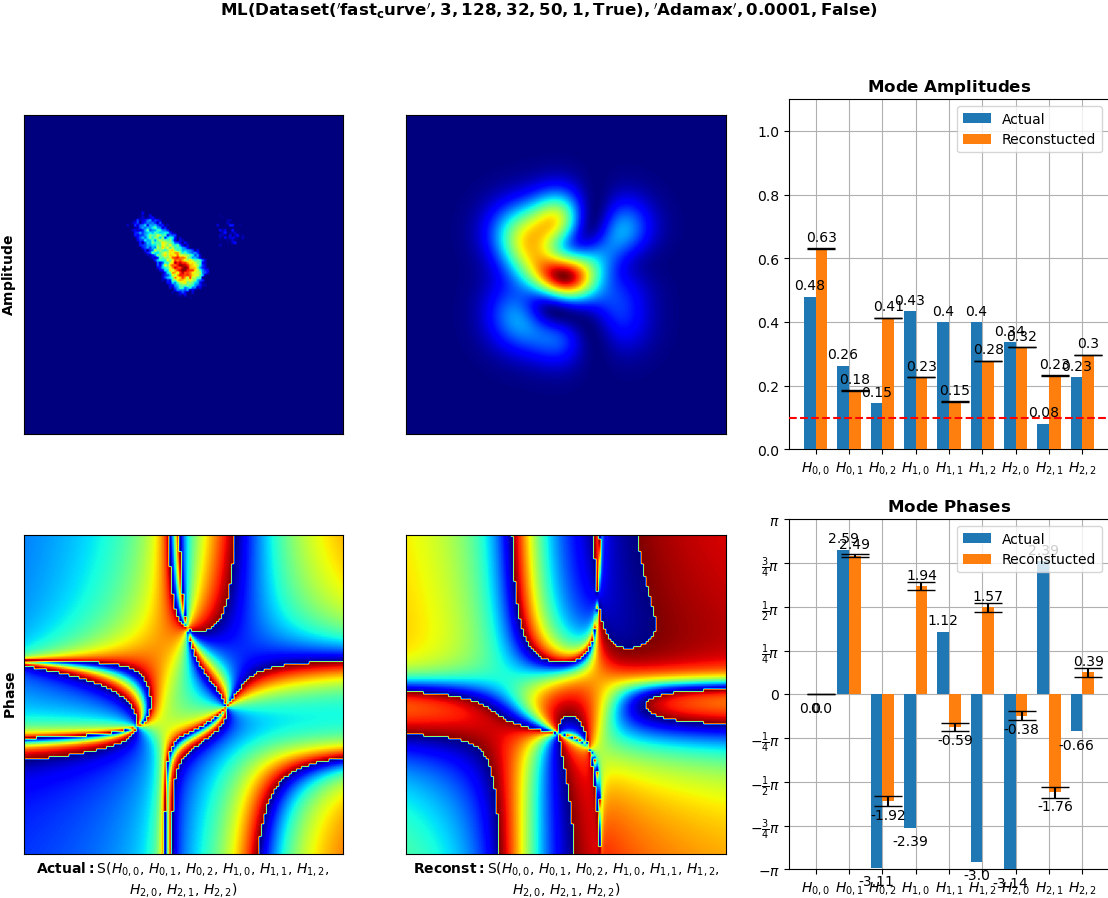 ML(Dataset(′fast_curve′, 3, 128, 32, 50, 1, True), ′Adamax′, 0.0001, False)
Amplitude
Mode Amplitudes
Actual
Reconstucted
1.0
0.8
0.6
0.4
0.2
0.0
0.48
0.63
0.26
0.18
0.15
0.41
0.43
0.23
0.4
0.15
0.4
0.28
0.34
0.32
0.08
0.23
0.23
0.3
H0,0 H0,1 H0,2 H1,0 H1,1 H1,2 H2,0 H2,1 H2,2
Phase
Mode Phases
Actual
Reconstucted
π
3/4π
1/2π
1/4π
0
−1/4π
−1/2π
−3/4π
−π
0.0
0.0
2.59
2.49
-3.11
-1.92
-2.39
1.94
1.12
-0.59
-3.0
1.57
-3.14
-0.38
2.39
-1.76
-0.66
0.39
H0,0 H0,1 H0,2 H1,0 H1,1 H1,2 H2,0 H2,1 H2,2
Actual: S(H0,0, H0,1, H0,2, H1,0, H1,1, H1,2,
H2,0, H2,1, H2,2)
Reconst: S(H0,0, H0,1, H0,2, H1,0, H1,1, H1,2,
H2,0, H2,1, H2,2)